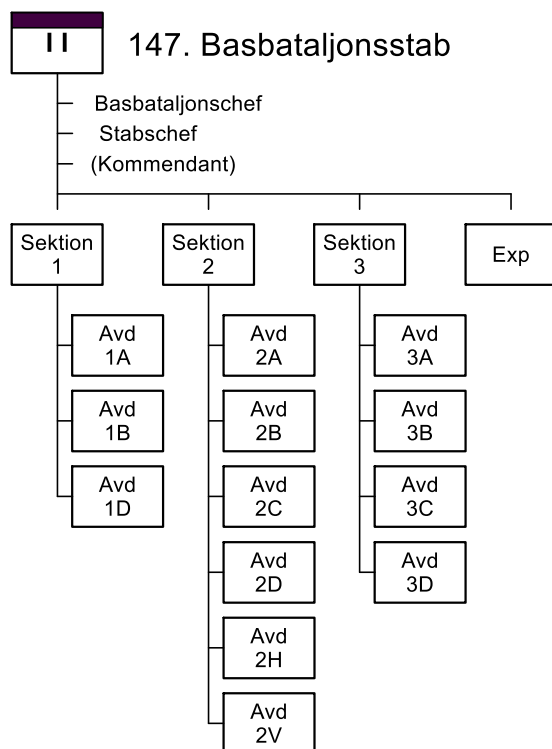 II
147. Basbataljonsstab
Basbataljonschef
Stabschef
(Kommendant)
Sektion
1
Sektion
2
Sektion
3
Exp
Avd
1A
Avd
2A
Avd
3A
Avd
1B
Avd
2B
Avd
3B
Avd
1D
Avd
2C
Avd
3C
Avd
2D
Avd
3D
Avd
2H
Avd
2V